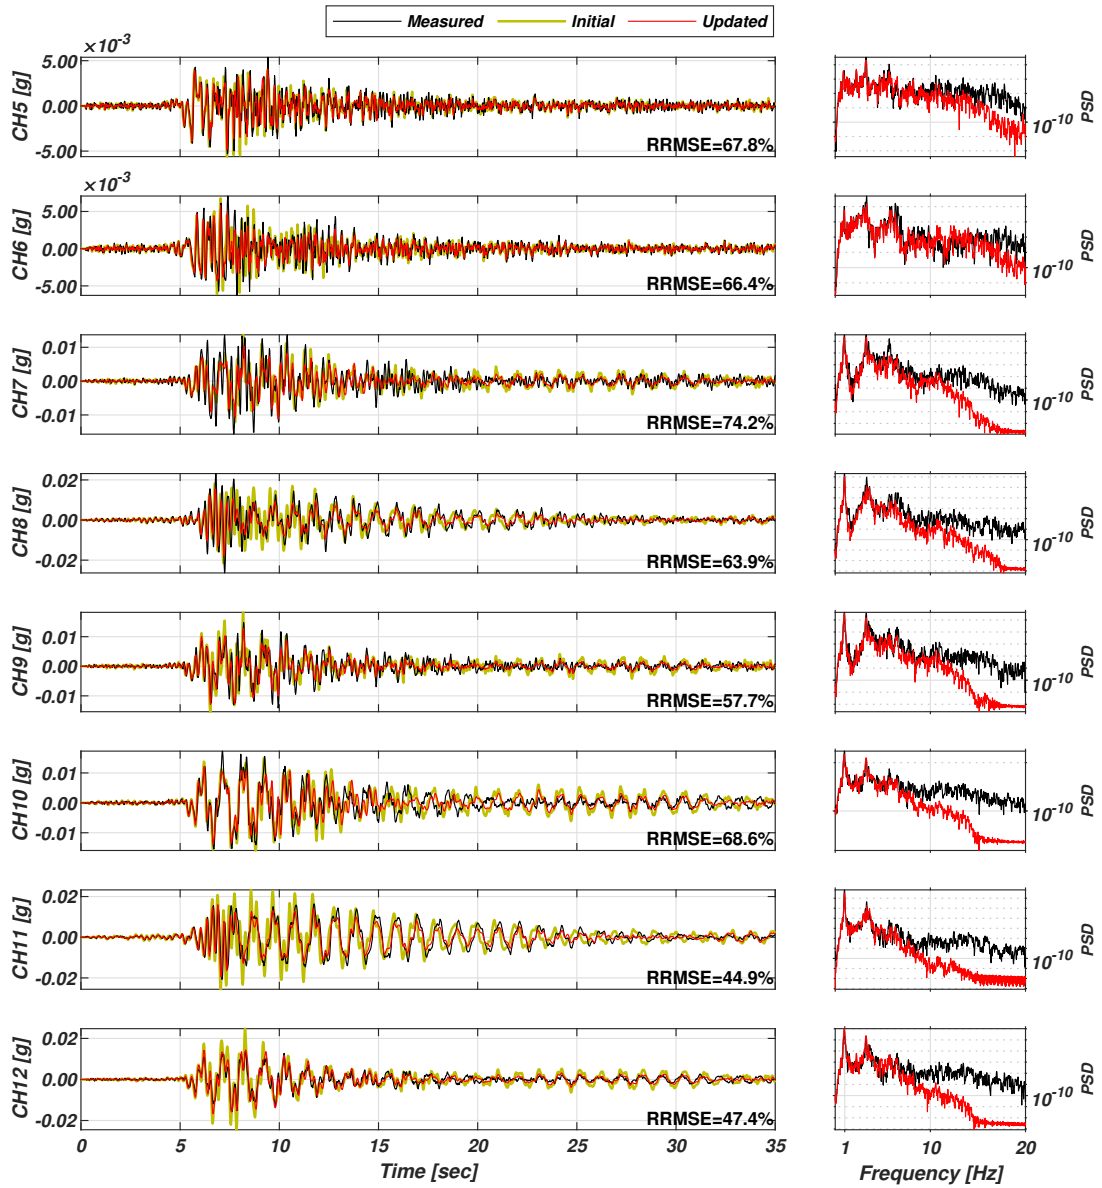 Measured Initial Updated
×10⁻³
5.00
0.00
-5.00
CH5 [g]
RRMSE=67.8%
10⁻¹⁰
PSD
×10⁻³
5.00
0.00
-5.00
CH6 [g]
RRMSE=66.4%
10⁻¹⁰
PSD
0.01
0.00
-0.01
CH7 [g]
RRMSE=74.2%
10⁻¹⁰
PSD
0.02
0.00
-0.02
CH8 [g]
RRMSE=63.9%
10⁻¹⁰
PSD
0.01
0.00
-0.01
CH9 [g]
RRMSE=57.7%
10⁻¹⁰
PSD
0.01
0.00
-0.01
CH10 [g]
RRMSE=68.6%
10⁻¹⁰
PSD
0.02
0.00
-0.02
CH11 [g]
RRMSE=44.9%
10⁻¹⁰
PSD
0.02
0.00
-0.02
CH12 [g]
RRMSE=47.4%
10⁻¹⁰
PSD
0 5 10 15 20 25 30 35
Time [sec]
1 10 20
Frequency [Hz]